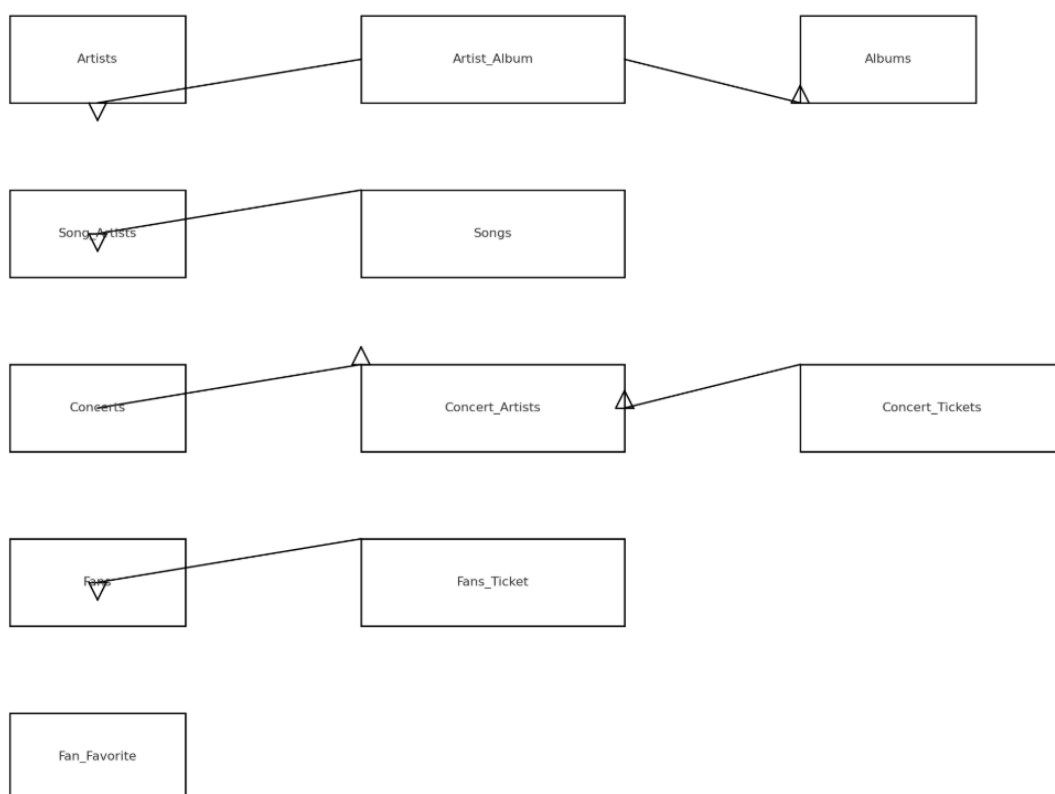 Artists
Artist_Album
Albums
Song_Artists
Songs
Concerts
Concert_Artists
Concert_Tickets
Fans
Fans_Ticket
Fan_Favorite